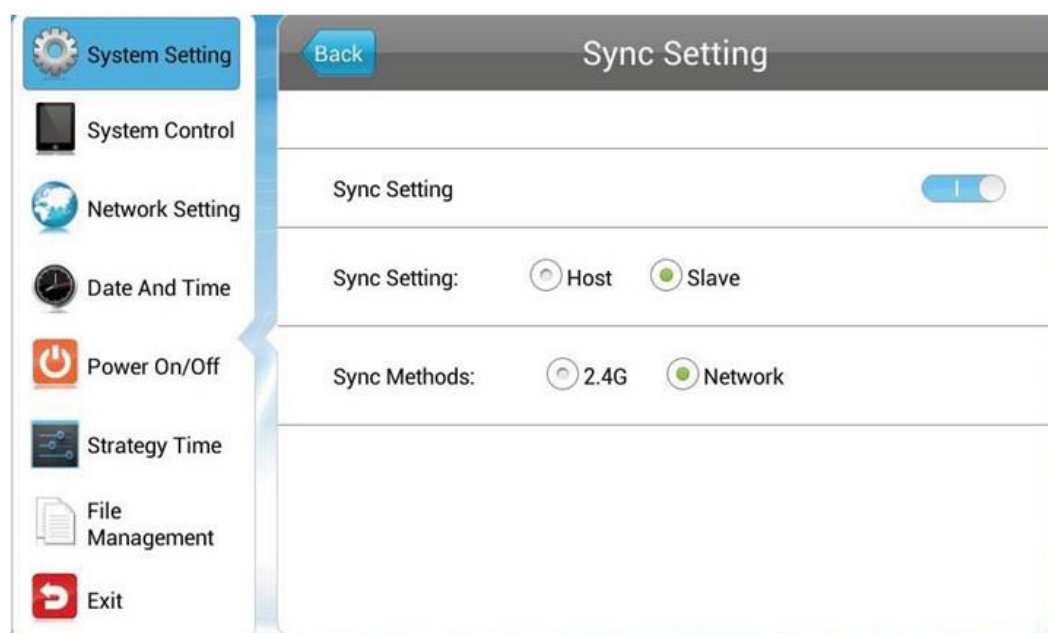 System Setting
System Control
Network Setting
Date And Time
Power On/Off
Strategy Time
File
Management
Exit
Back
Sync Setting
Sync Setting
Sync Setting: Host Slave
Sync Methods: 2.4G Network